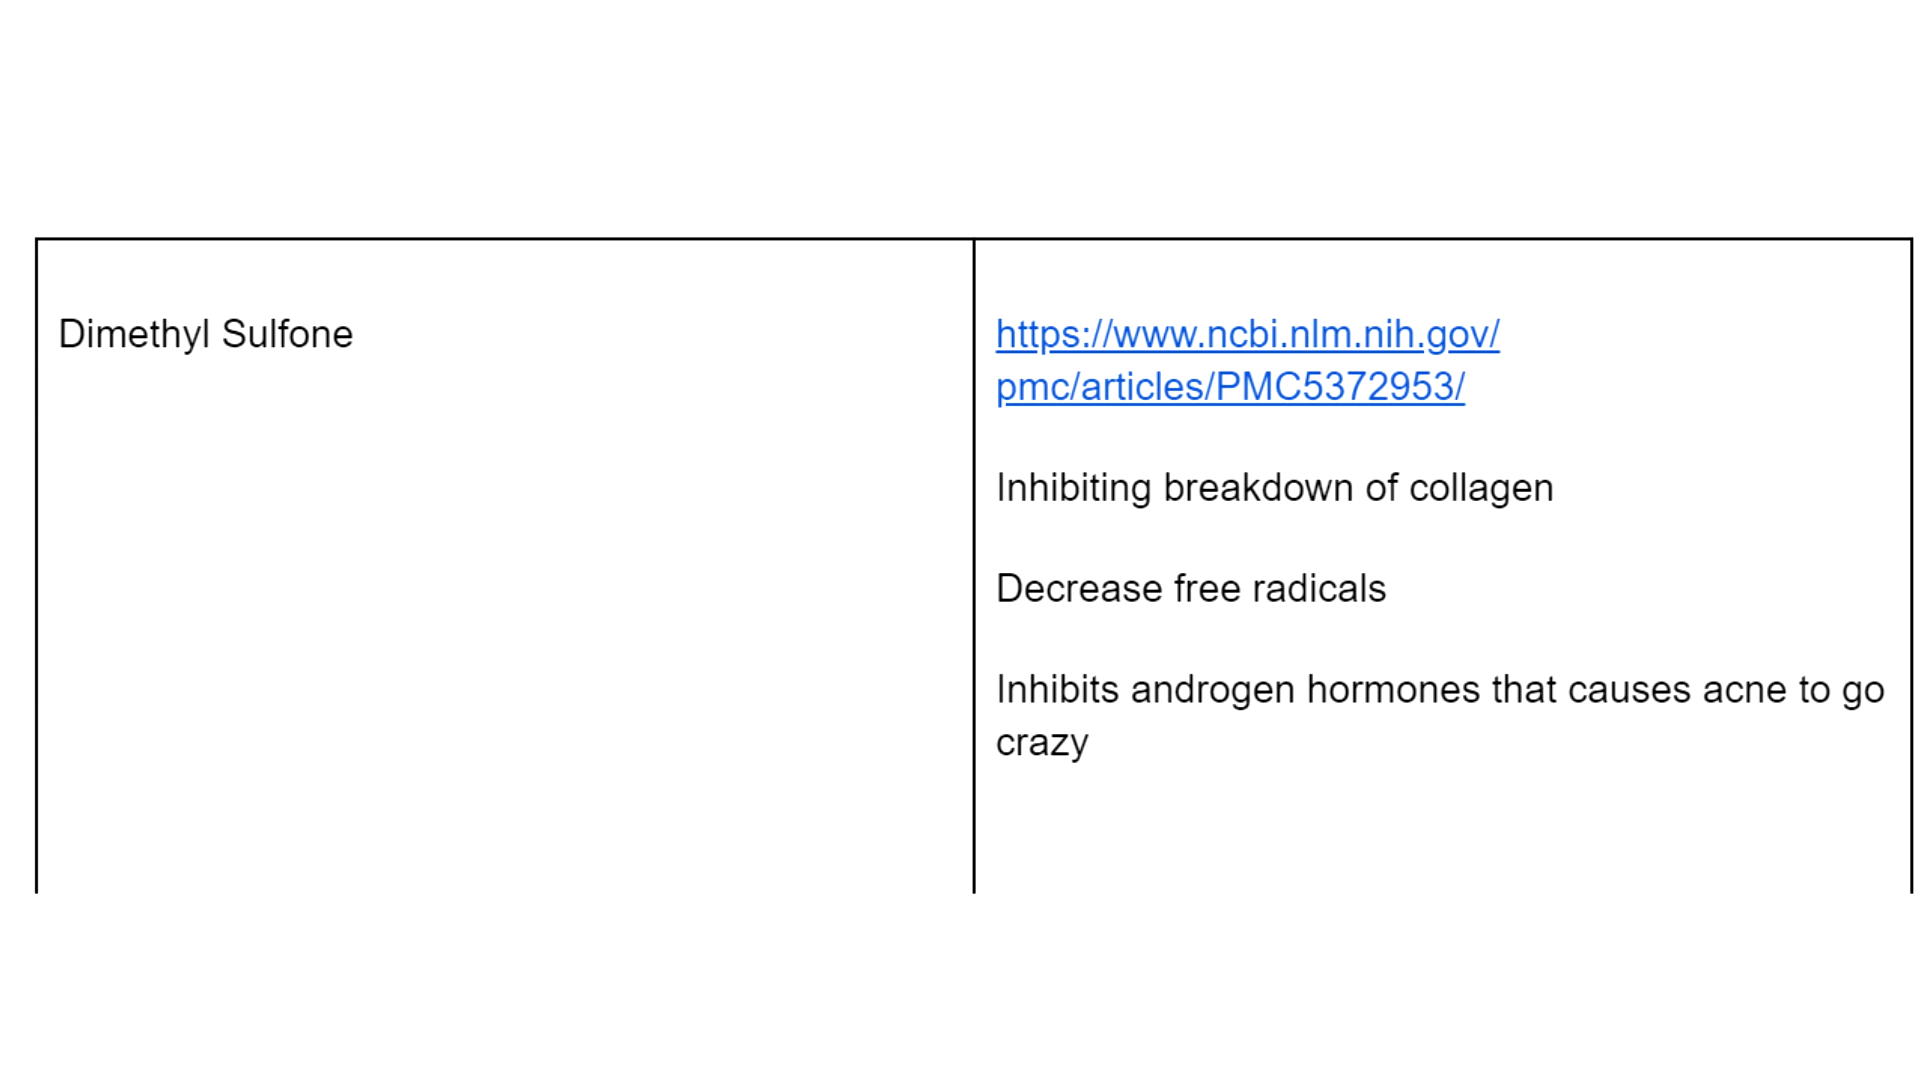 Dimethyl Sulfone
https://www.ncbi.nlm.nih.gov/
pmc/articles/PMC5372953/
Inhibiting breakdown of collagen
Decrease free radicals
Inhibits androgen hormones that causes acne to go
crazy